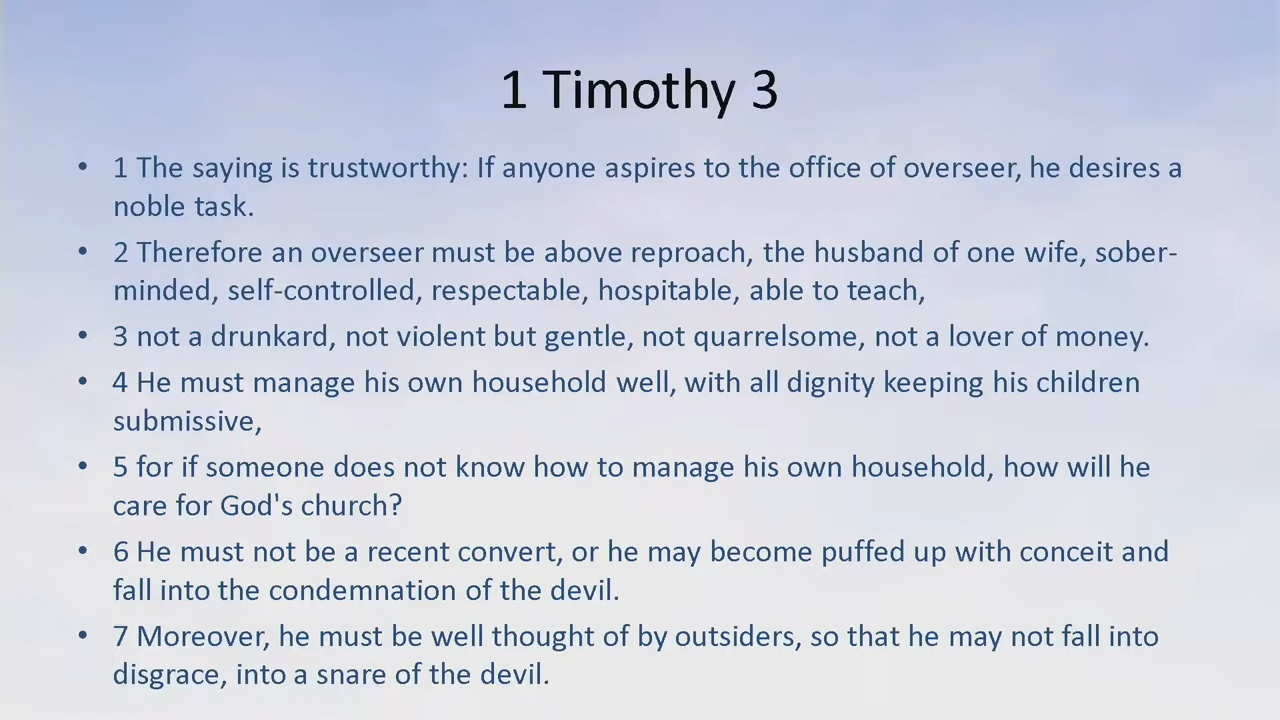 1 Timothy 3
• 1 The saying is trustworthy: If anyone aspires to the office of overseer, he desires a
noble task.
• 2 Therefore an overseer must be above reproach, the husband of one wife, sober-
minded, self-controlled, respectable, hospitable, able to teach,
• 3 not a drunkard, not violent but gentle, not quarrelsome, not a lover of money.
• 4 He must manage his own household well, with all dignity keeping his children
submissive,
• 5 for if someone does not know how to manage his own household, how will he
care for God's church?
• 6 He must not be a recent convert, or he may become puffed up with conceit and
fall into the condemnation of the devil.
• 7 Moreover, he must be well thought of by outsiders, so that he may not fall into
disgrace, into a snare of the devil.